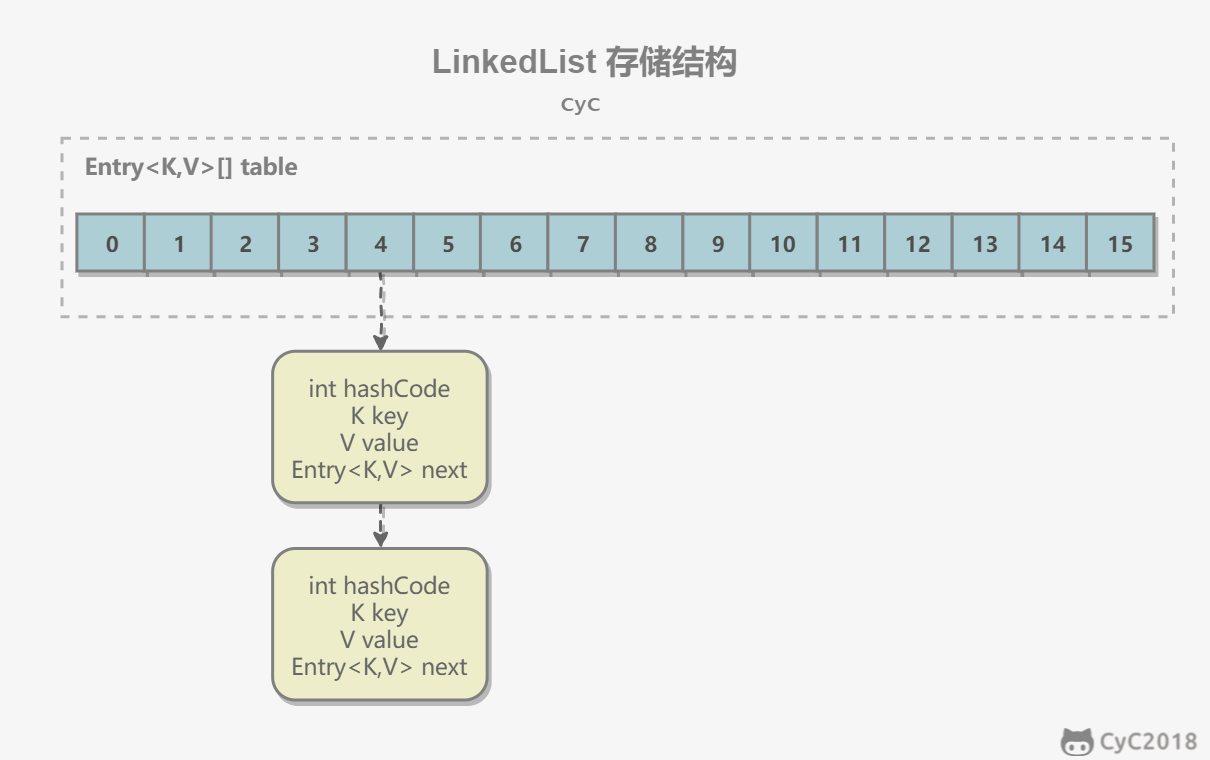 LinkedList 存储结构
CyC
Entry<K,V>[] table
0 1 2 3 4 5 6 7 8 9 10 11 12 13 14 15
int hashCode
K key
V value
Entry<K,V> next
int hashCode
K key
V value
Entry<K,V> next
CyC2018